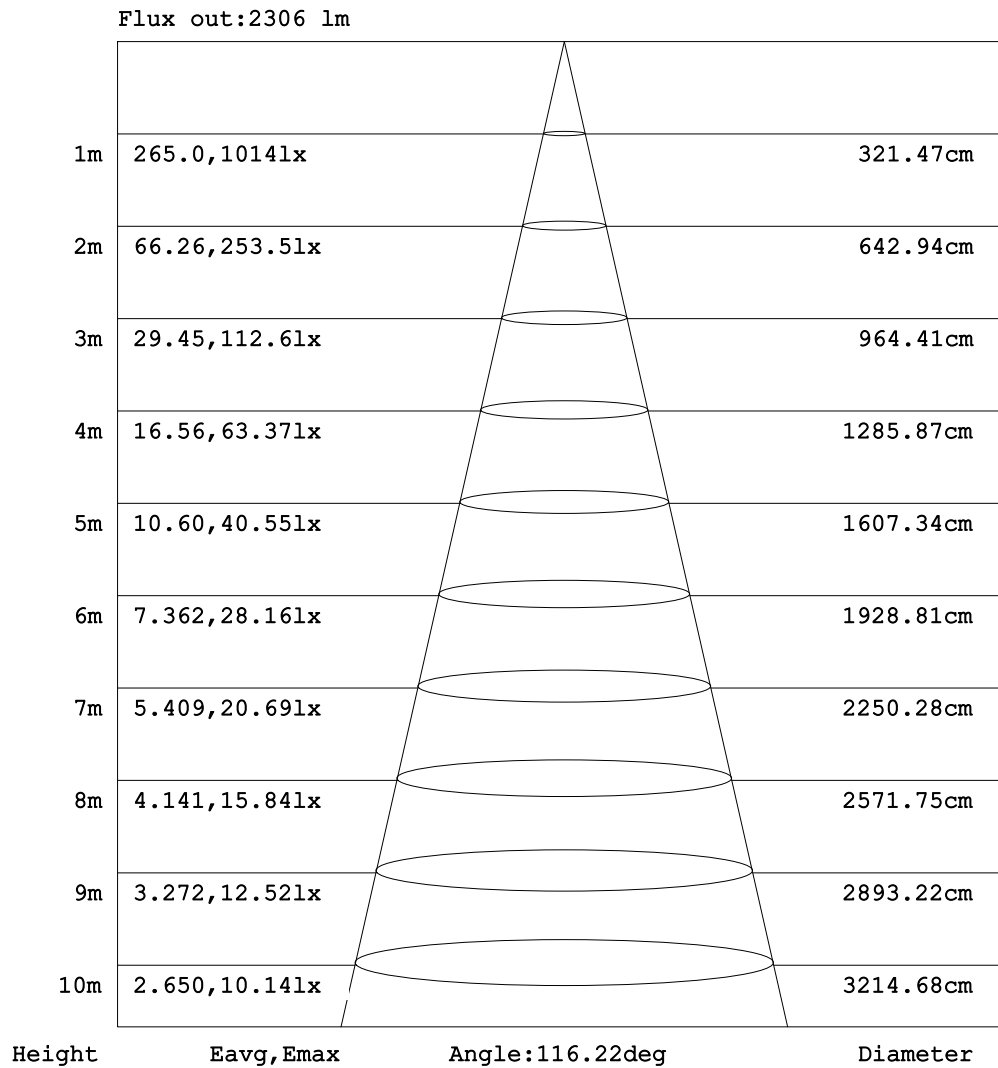 Flux out:2306 lm
1m 265.0,1014lx 321.47cm
2m 66.26,253.5lx 642.94cm
3m 29.45,112.6lx 964.41cm
4m 16.56,63.37lx 1285.87cm
5m 10.60,40.55lx 1607.34cm
6m 7.362,28.16lx 1928.81cm
7m 5.409,20.69lx 2250.28cm
8m 4.141,15.84lx 2571.75cm
9m 3.272,12.52lx 2893.22cm
10m 2.650,10.14lx 3214.68cm
Height Eavg,Emax Angle:116.22deg Diameter